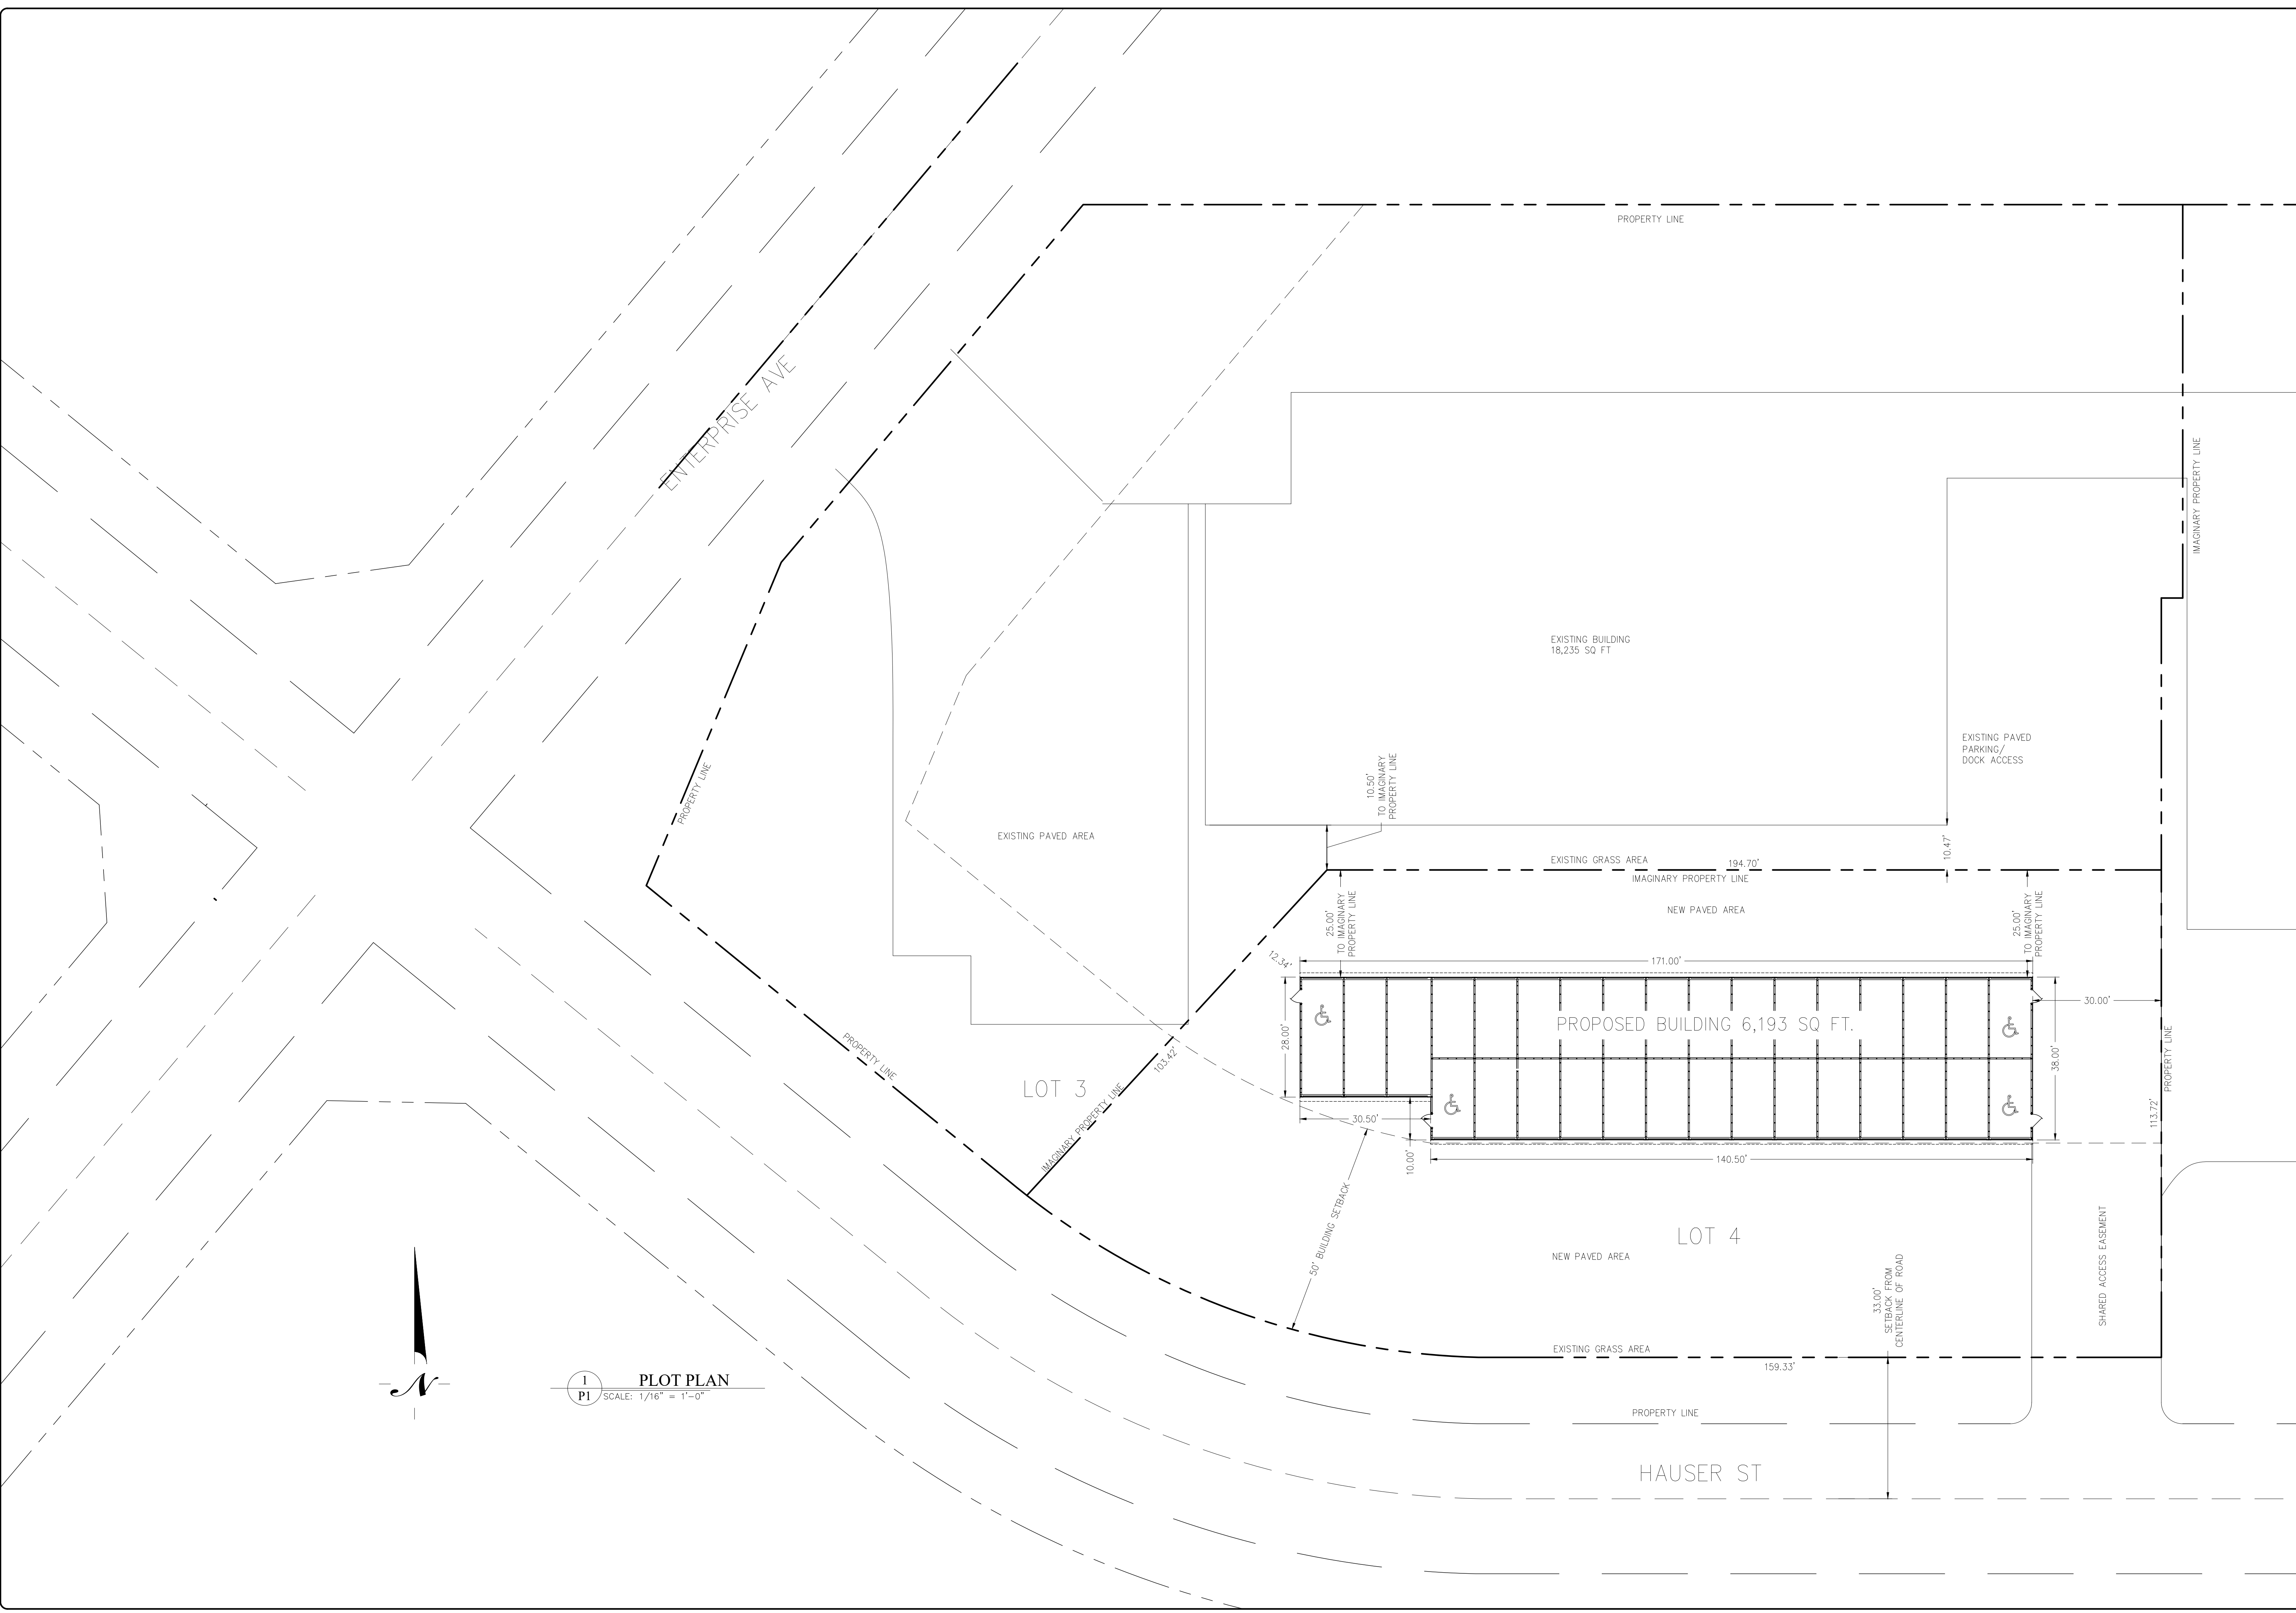 PROPERTY LINE
ENTERPRISE AVE
IMAGINARY PROPERTY LINE
EXISTING BUILDING
18,235 SQ FT
EXISTING PAVED
PARKING/
DOCK ACCESS
PROPERTY LINE
10.50'
TO IMAGINARY
PROPERTY LINE
EXISTING PAVED AREA
EXISTING GRASS AREA
194.70'
10.47'
IMAGINARY PROPERTY LINE
NEW PAVED AREA
25.00'
TO IMAGINARY
PROPERTY LINE
25.00'
TO IMAGINARY
PROPERTY LINE
12.34'
171.00'
30.00'
28.00'
PROPOSED BUILDING 6,193 SQ FT.
38.00'
PROPERTY LINE
PROPERTY LINE
103.42'
LOT 3
IMAGINARY PROPERTY LINE
30.50'
10.00'
140.50'
113.72'
50' BUILDING SETBACK
LOT 4
NEW PAVED AREA
SHARED ACCESS EASEMENT
33.00'
SETBACK FROM
CENTERLINE OF ROAD
EXISTING GRASS AREA
159.33'
N
1
P1
PLOT PLAN
SCALE: 1/16" = 1'-0"
PROPERTY LINE
HAUSER ST